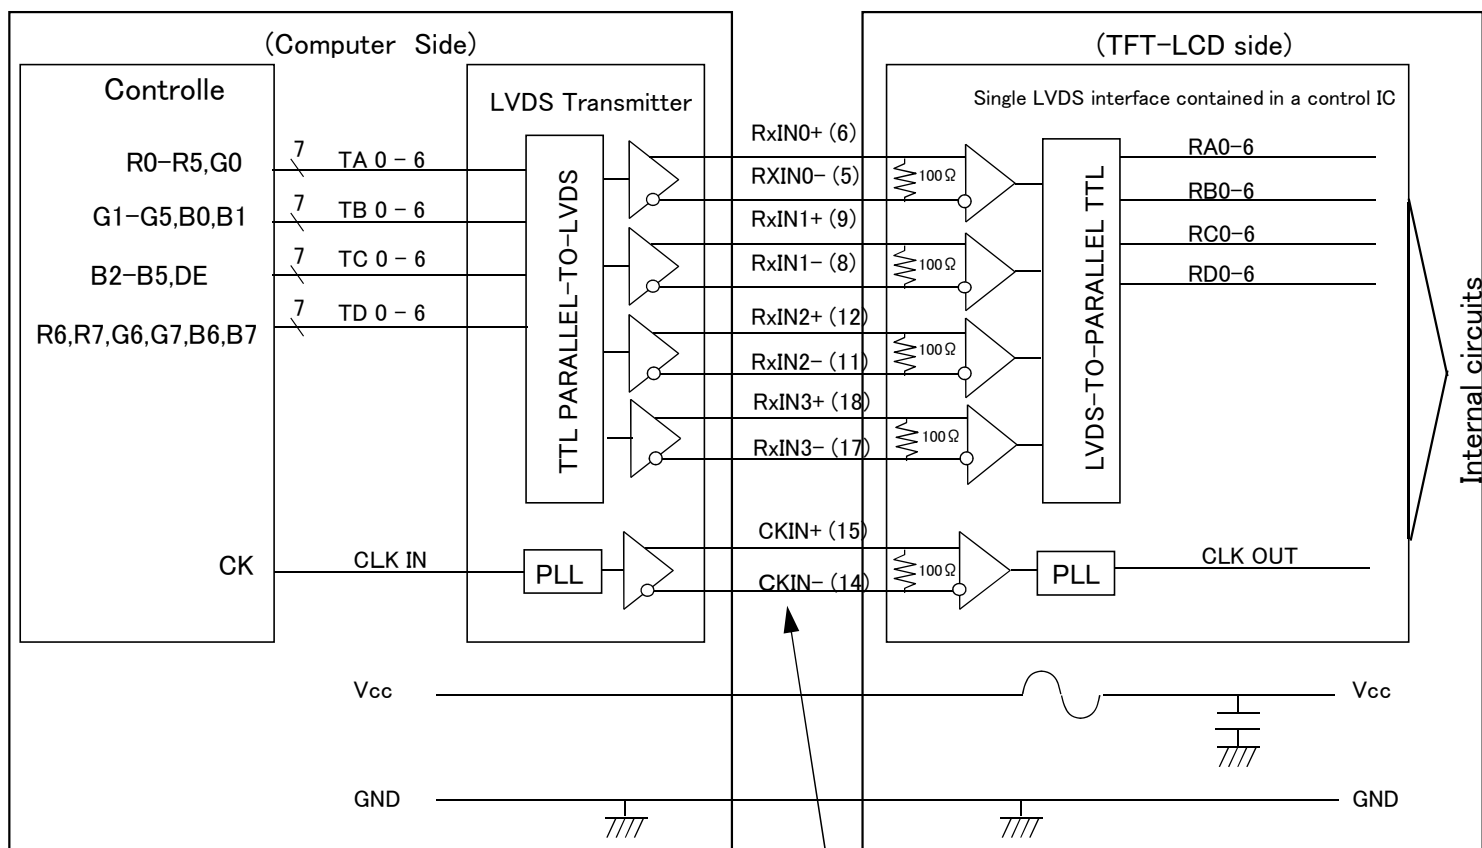 (Computer Side)
Controlle
R0-R5,G0
G1-G5,B0,B1
B2-B5,DE
R6,R7,G6,G7,B6,B7
CK
7
TA 0-6
7
TB 0-6
7
TC 0-6
7
TD 0-6
CLK IN
LVDS Transmitter
TTL PARALLEL-TO-LVDS
PLL
RxIN0+ (6)
RXIN0- (5)
RxIN1+ (9)
RxIN1- (8)
RxIN2+ (12)
RxIN2- (11)
RxIN3+ (18)
RxIN3- (17)
CKIN+ (15)
CKIN- (14)
(TFT-LCD side)
Single LVDS interface contained in a control IC
100Ω
100Ω
100Ω
100Ω
100Ω
LVDS-TO-PARALLEL TTL
PLL
RA0-6
RB0-6
RC0-6
RD0-6
CLK OUT
Internal circuits
Vcc
Vcc
GND
GND